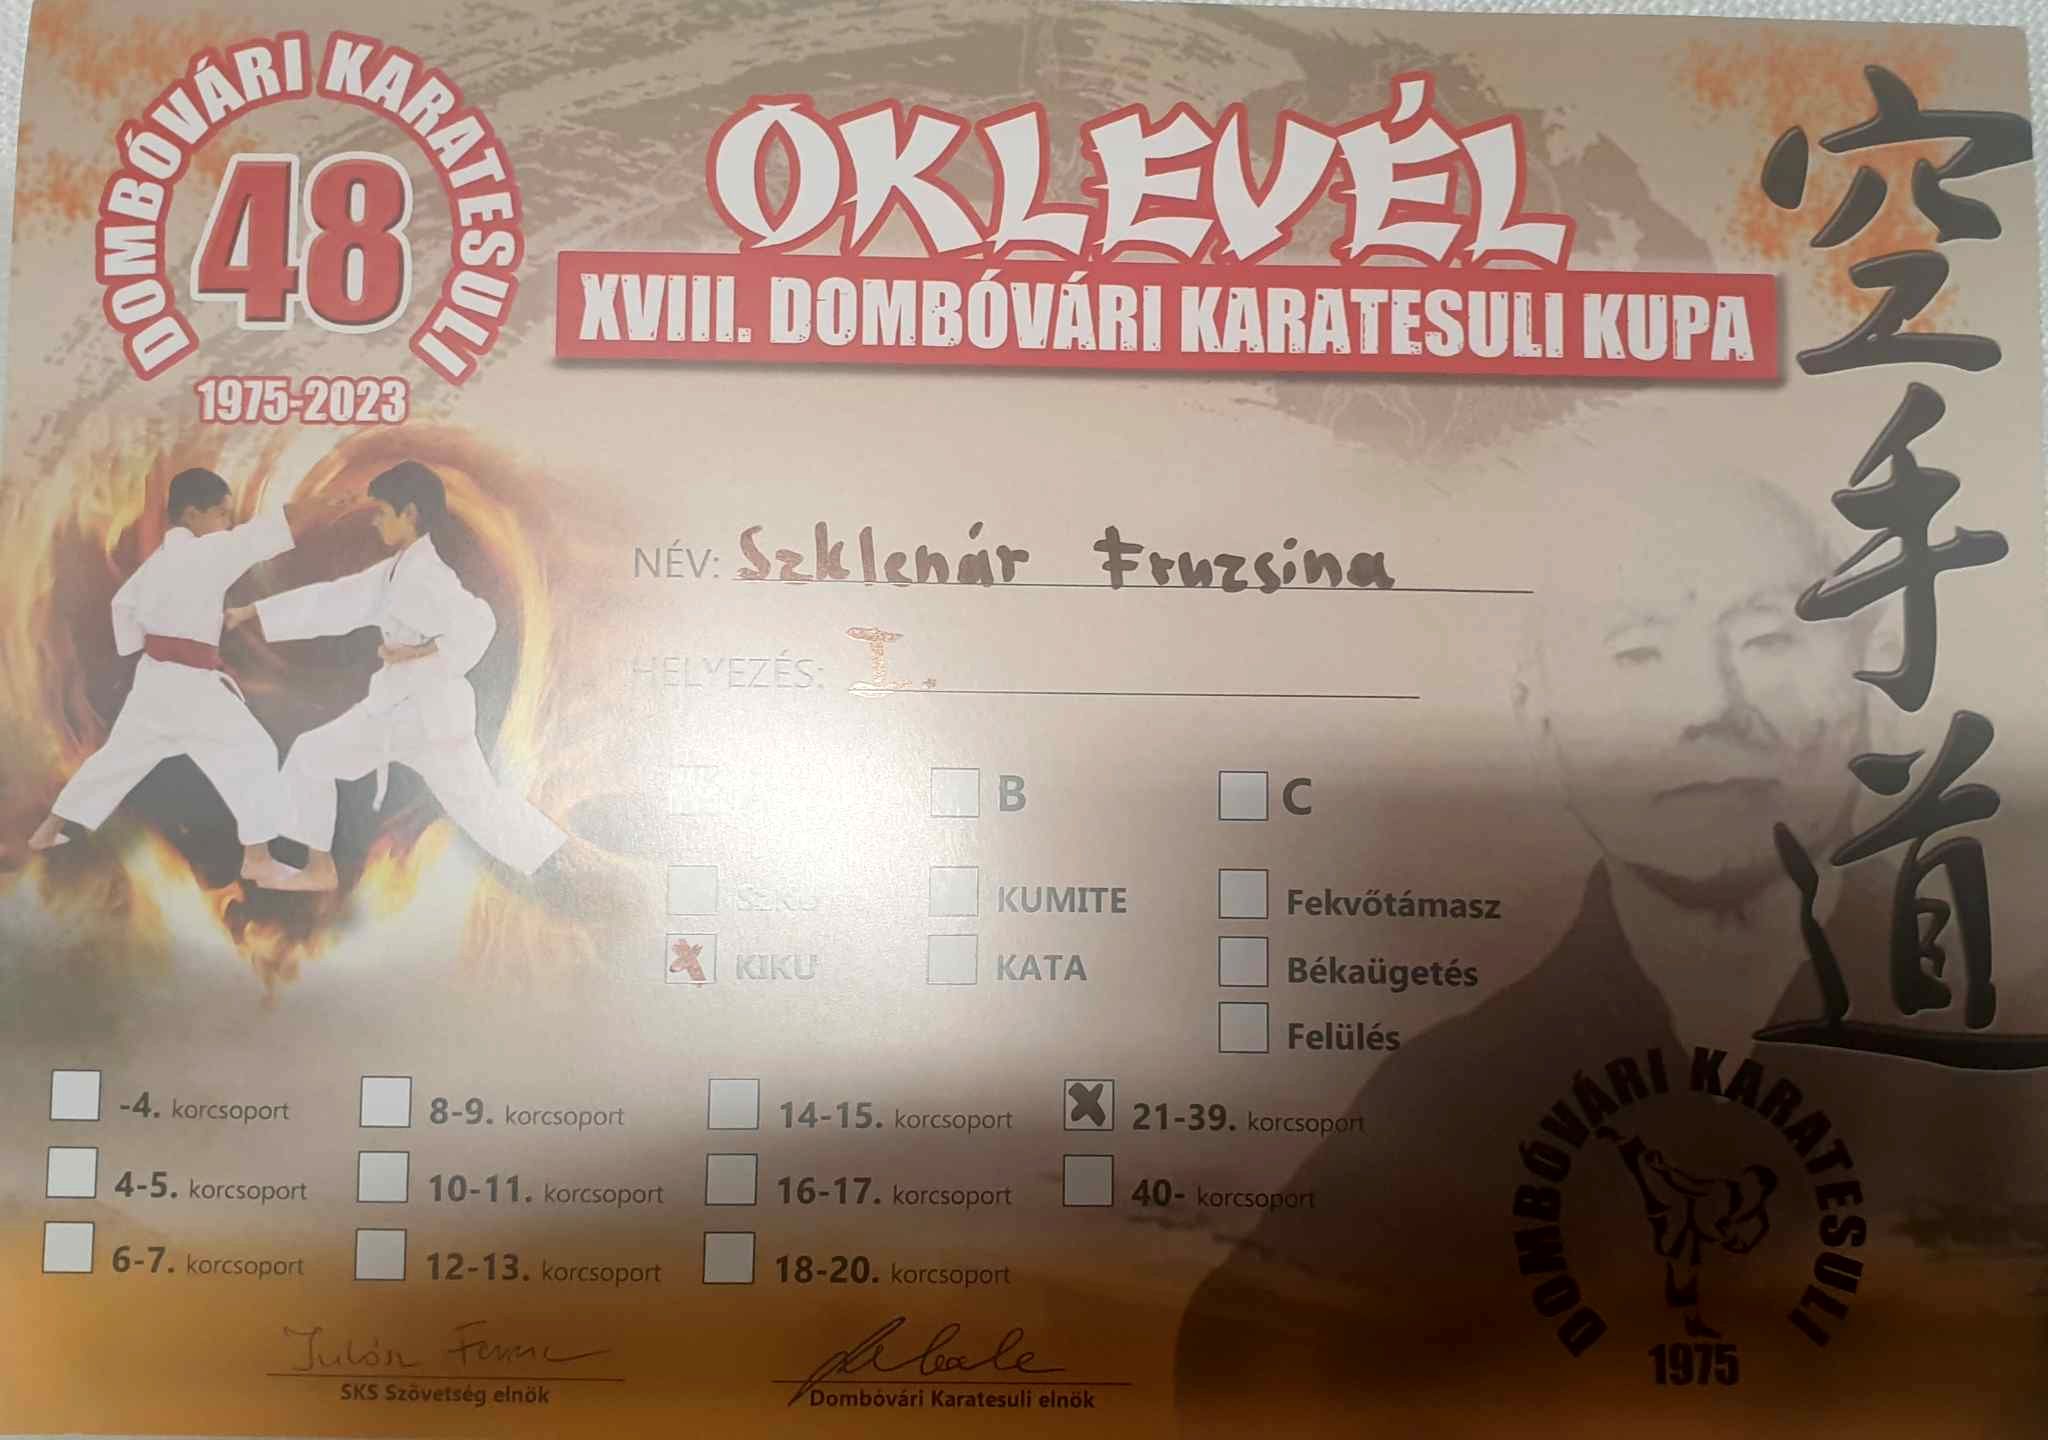 DOMBÓVÁRI KARATESULI
48
1975-2023
OKLEVÉL
XVIII. DOMBÓVÁRI KARATESULI KUPA
空手道
NÉV: Szklenár Fruzsina
HELYEZÉS: I.
B
C
KUMITE
Fekvőtámasz
X KIKU
KATA
Békaügetés
Felülés
-4. korcsoport
8-9. korcsoport
14-15. korcsoport
X 21-39. korcsoport
4-5. korcsoport
10-11. korcsoport
16-17. korcsoport
40- korcsoport
6-7. korcsoport
12-13. korcsoport
18-20. korcsoport
SKS Szövetség elnök
Dombóvári Karatesuli elnök
DOMBÓVÁRI KARATESULI
1975